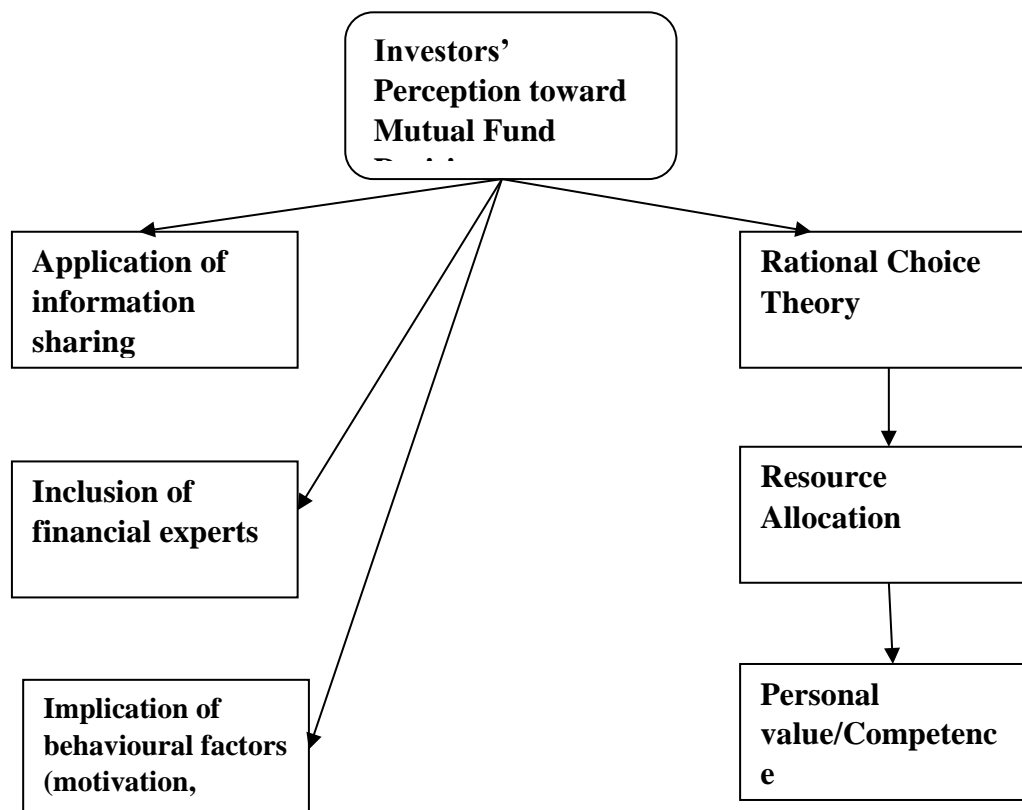 Investors’
Perception toward
Mutual Fund
Application of
information
sharing
Rational Choice
Theory
Inclusion of
financial experts
Resource
Allocation
Implication of
behavioural factors
(motivation,
Personal
value/Competenc
e